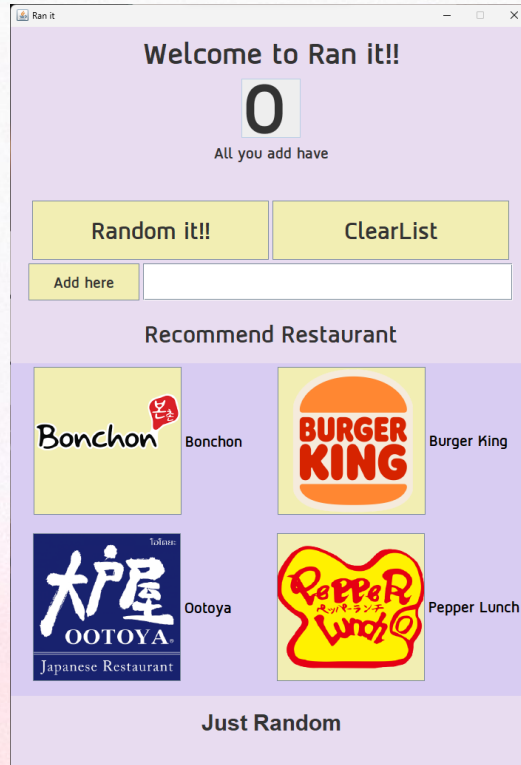 Ran it
Welcome to Ran it!!
0
All you add have
Random it!!
ClearList
Add here
Recommend Restaurant
본촌
Bonchon
Bonchon
BURGER
KING
Burger King
โอโตยะ
大戸屋
OOTOYA
Japanese Restaurant
Ootoya
PePPeR
ペッパーランチ
Lunch
Pepper Lunch
Just Random